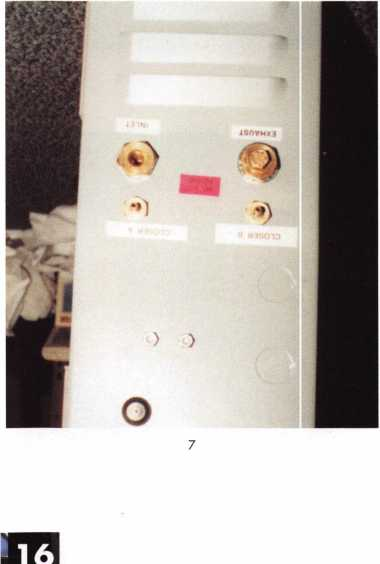 INLET
EXHAUST
CLOSER A
CLOSER B
7
16